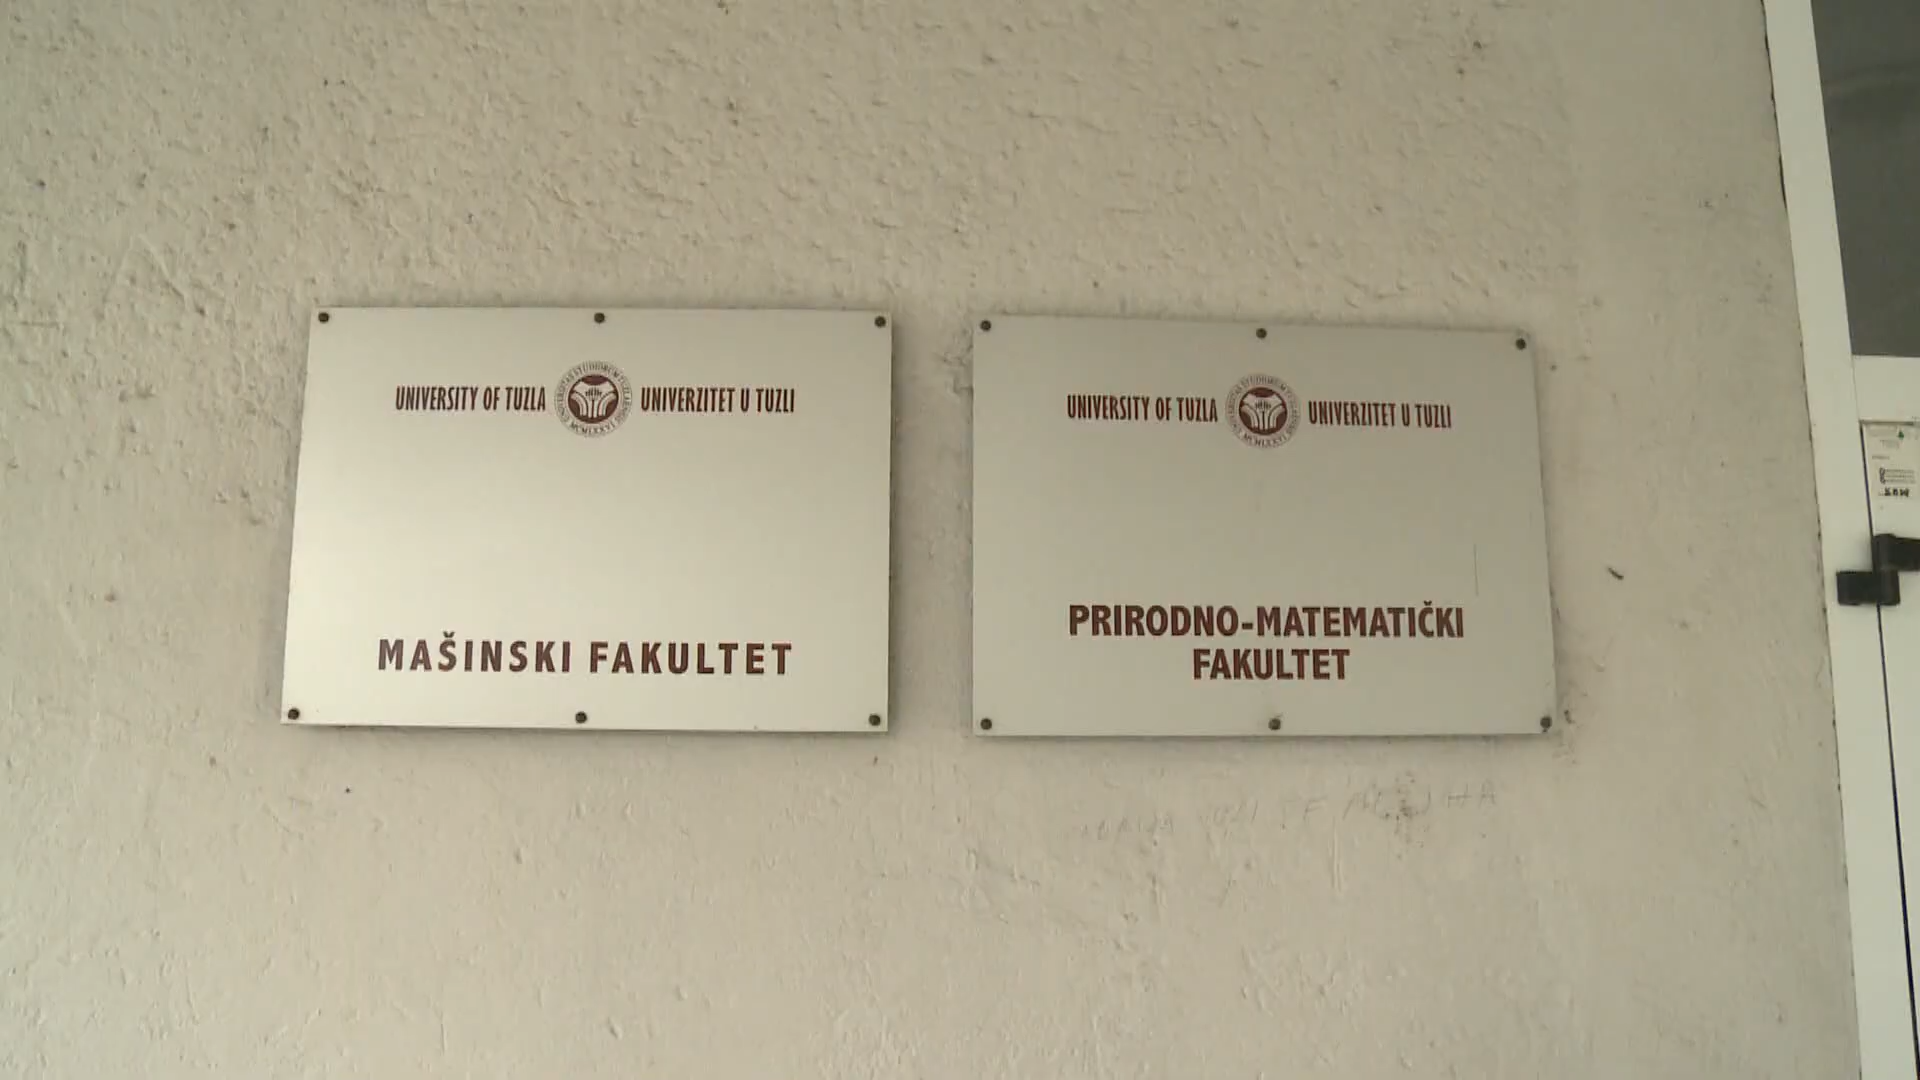 UNIVERSITY OF TUZLA UNIVERZITET U TUZLI
MAŠINSKI FAKULTET
UNIVERSITY OF TUZLA UNIVERZITET U TUZLI
PRIRODNO-MATEMATIČKI
FAKULTET